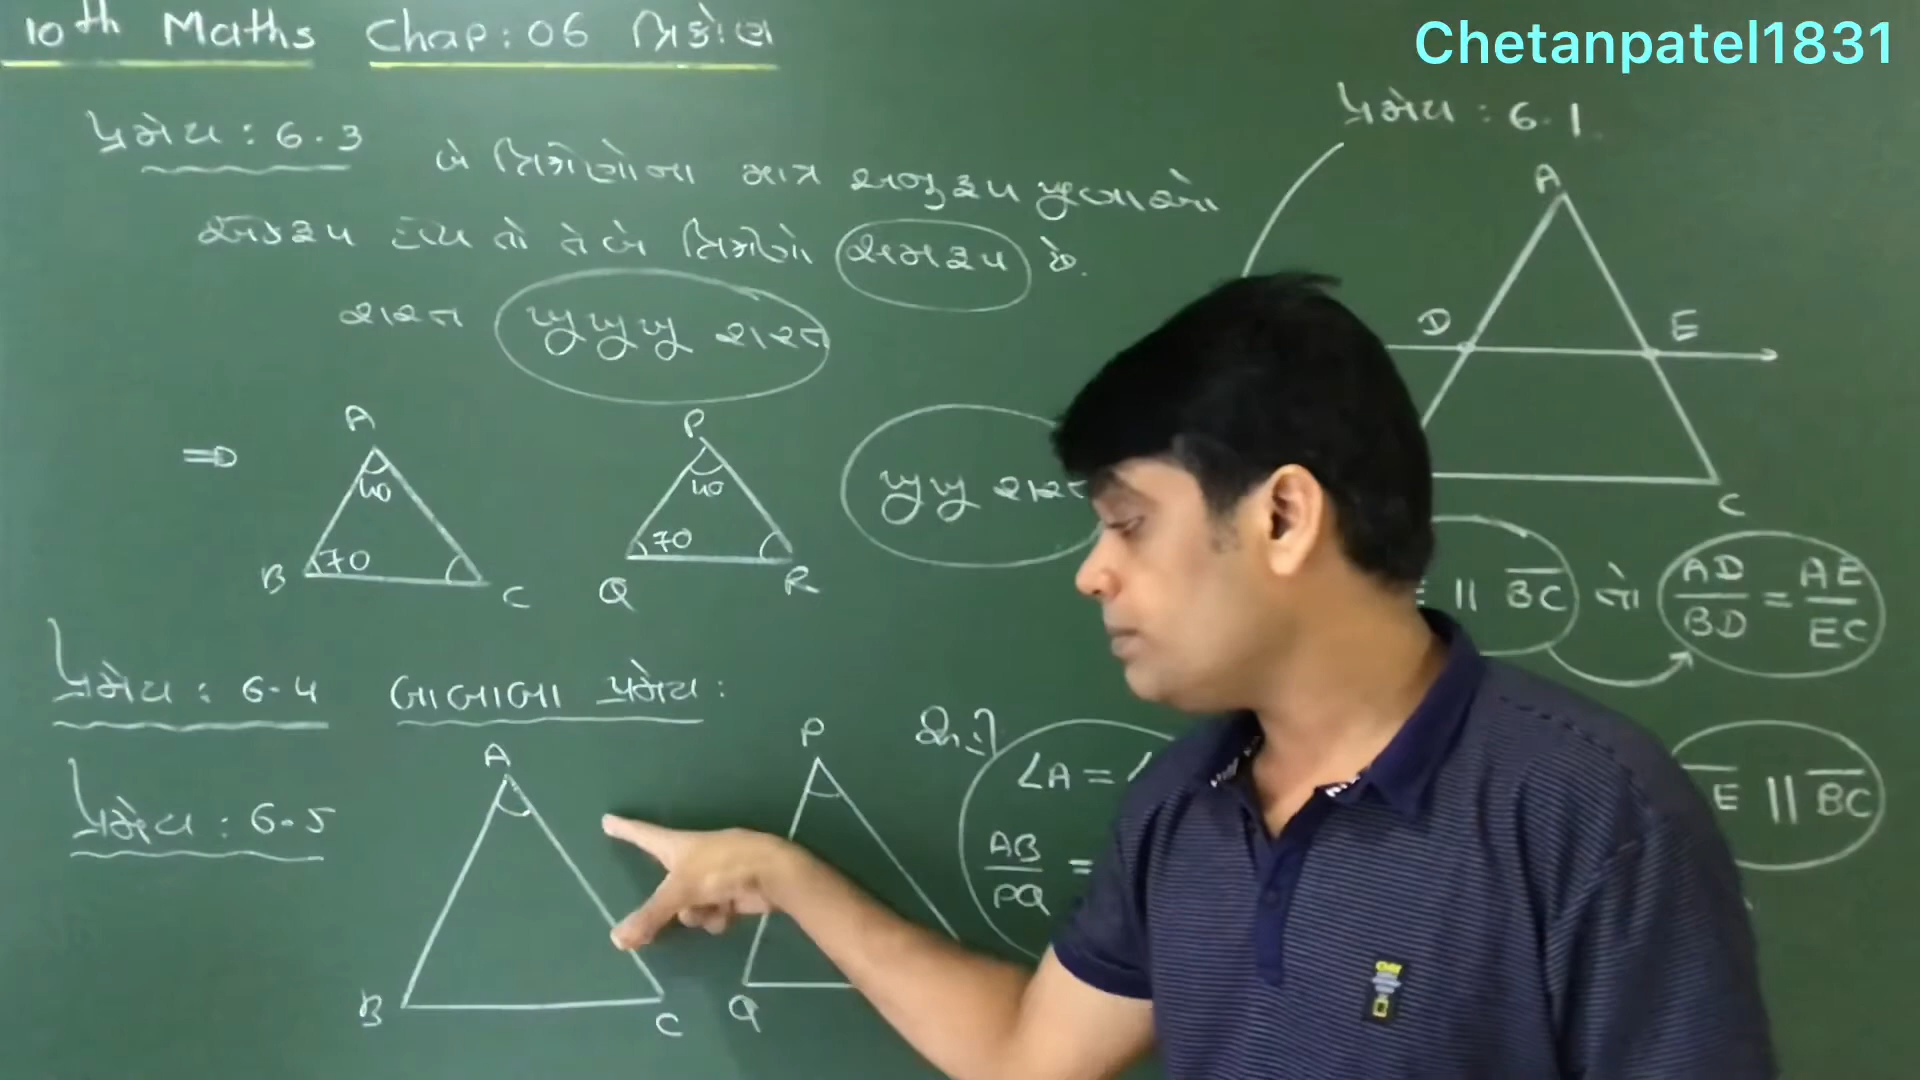 10th Maths Chap: 06 ત્રિકોણ
Chetanpatel1831
પ્રમેય : 6.3
બે ત્રિકોણોના માત્ર અનુરૂપ ખૂણાઓ
એકરૂપ હોય તો તે બે ત્રિકોણો સમરૂપ છે.
શરત ખૂખૂખૂ શરત
⇒
A
40
B 70 C
P
40
Q 70 R
ખૂખૂ શરત
પ્રમેય : 6.4 બાબાબા પ્રમેય :
પ્રમેય : 6.5
A
B C
P
Q
∠A = ∠
AB
PQ =
પ્રમેય : 6.1
A
D E
C
|| BC તો AD/BD = AE/EC
E || BC